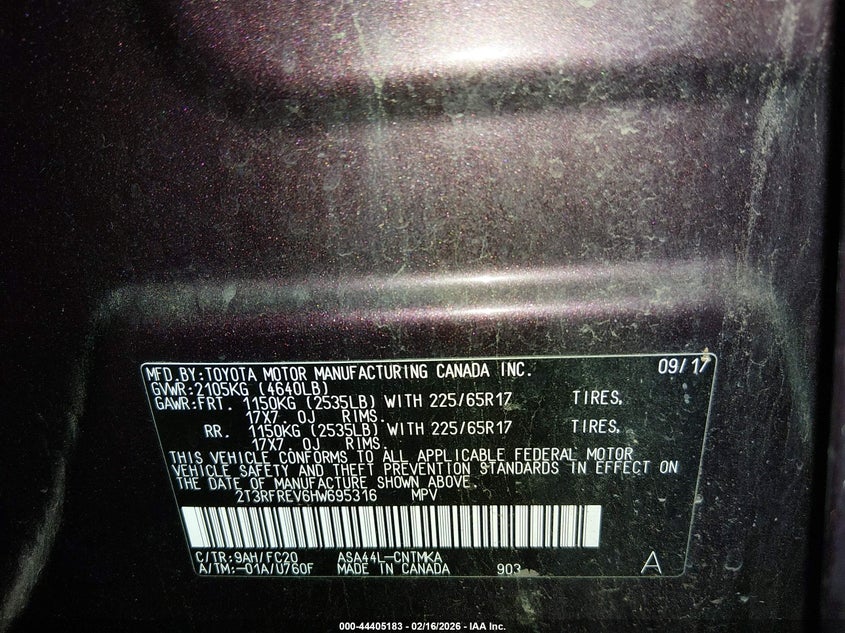 MFD.BY:TOYOTA MOTOR MANUFACTURING CANADA INC. 09/17
GVWR:2105KG (4640LB)
GAWR:FRT. 1150KG (2535LB) WITH 225/65R17 TIRES,
17X7 0J RIMS.
RR. 1150KG (2535LB) WITH 225/65R17 TIRES,
17X7 0J RIMS.
THIS VEHICLE CONFORMS TO ALL APPLICABLE FEDERAL MOTOR
VEHICLE SAFETY AND THEFT PREVENTION STANDARDS IN EFFECT ON
THE DATE OF MANUFACTURE SHOWN ABOVE.
2T3RFREV6HW695316 MPV
C/TR:9AH/FC20 ASA44L-CNTMKA
A/TM:-01A/U760F MADE IN CANADA 903 A
000-44405183 - 02/16/2026 - IAA Inc.